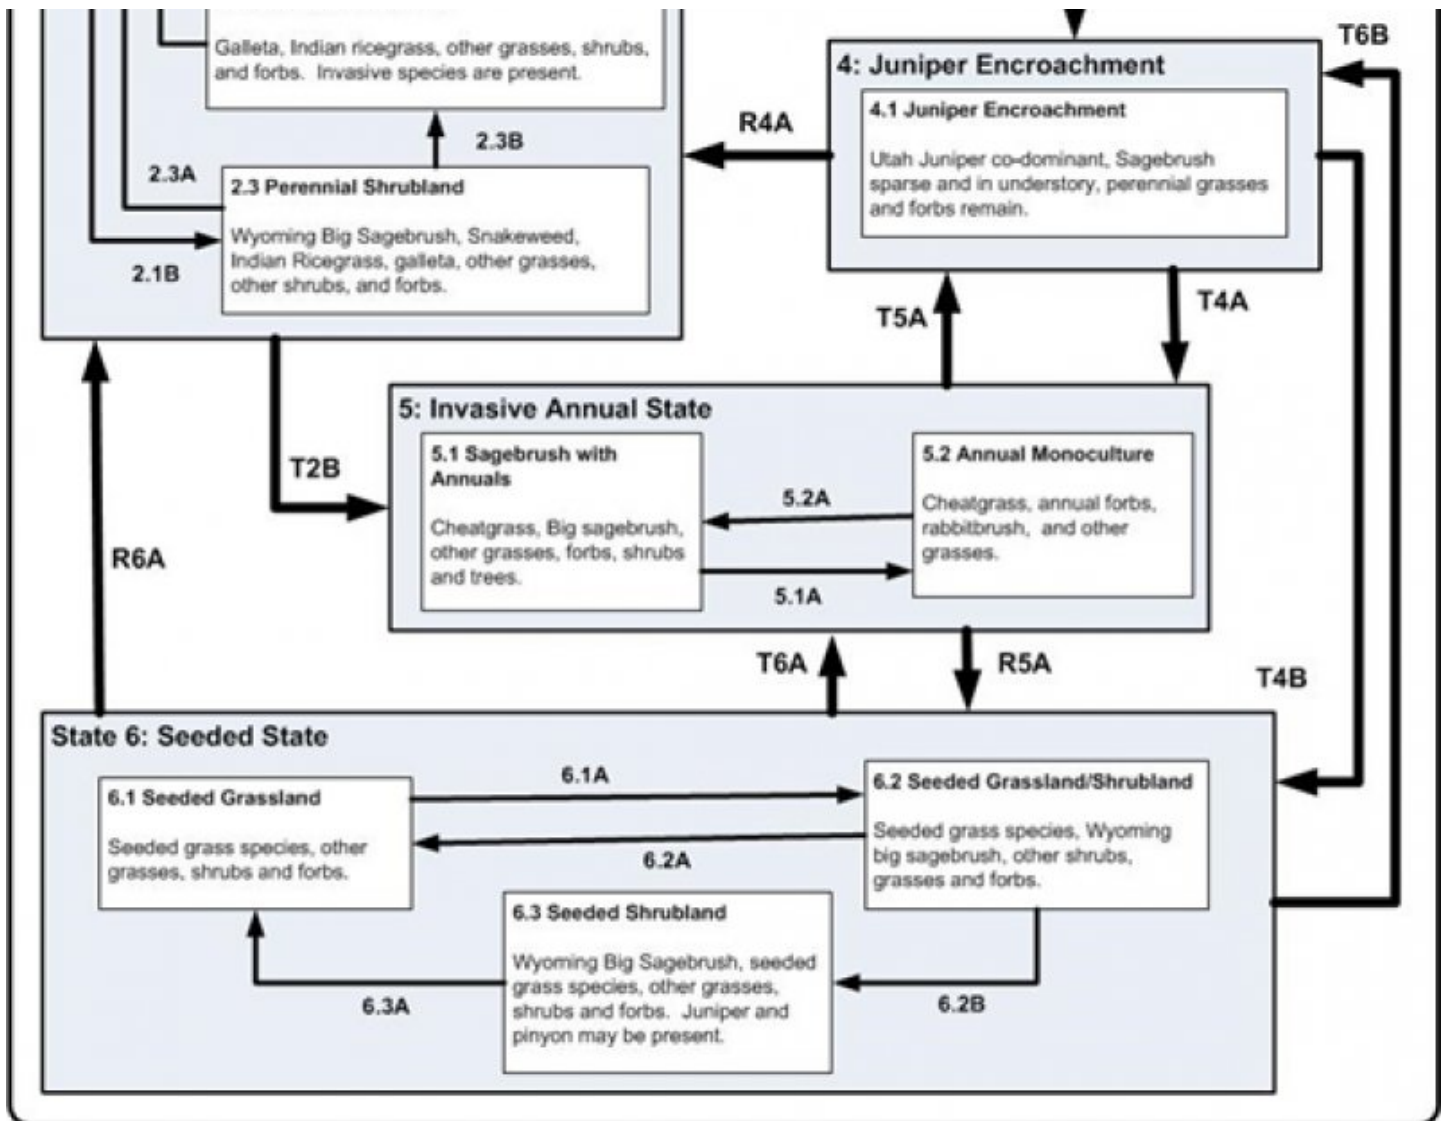 Galleta, Indian ricegrass, other grasses, shrubs,
and forbs. Invasive species are present.
2.3B
2.3A
2.3 Perennial Shrubland
Wyoming Big Sagebrush, Snakeweed,
Indian Ricegrass, galleta, other grasses,
other shrubs, and forbs.
2.1B
R4A
T6B
4: Juniper Encroachment
4.1 Juniper Encroachment
Utah Juniper co-dominant, Sagebrush
sparse and in understory, perennial grasses
and forbs remain.
T5A
T4A
T2B
R6A
5: Invasive Annual State
5.1 Sagebrush with
Annuals
Cheatgrass, Big sagebrush,
other grasses, forbs, shrubs
and trees.
5.2A
5.1A
5.2 Annual Monoculture
Cheatgrass, annual forbs,
rabbitbrush, and other
grasses.
T6A
R5A
T4B
State 6: Seeded State
6.1 Seeded Grassland
Seeded grass species, other
grasses, shrubs and forbs.
6.1A
6.2A
6.2 Seeded Grassland/Shrubland
Seeded grass species, Wyoming
big sagebrush, other shrubs,
grasses and forbs.
6.3 Seeded Shrubland
Wyoming Big Sagebrush, seeded
grass species, other grasses,
shrubs and forbs. Juniper and
pinyon may be present.
6.3A
6.2B